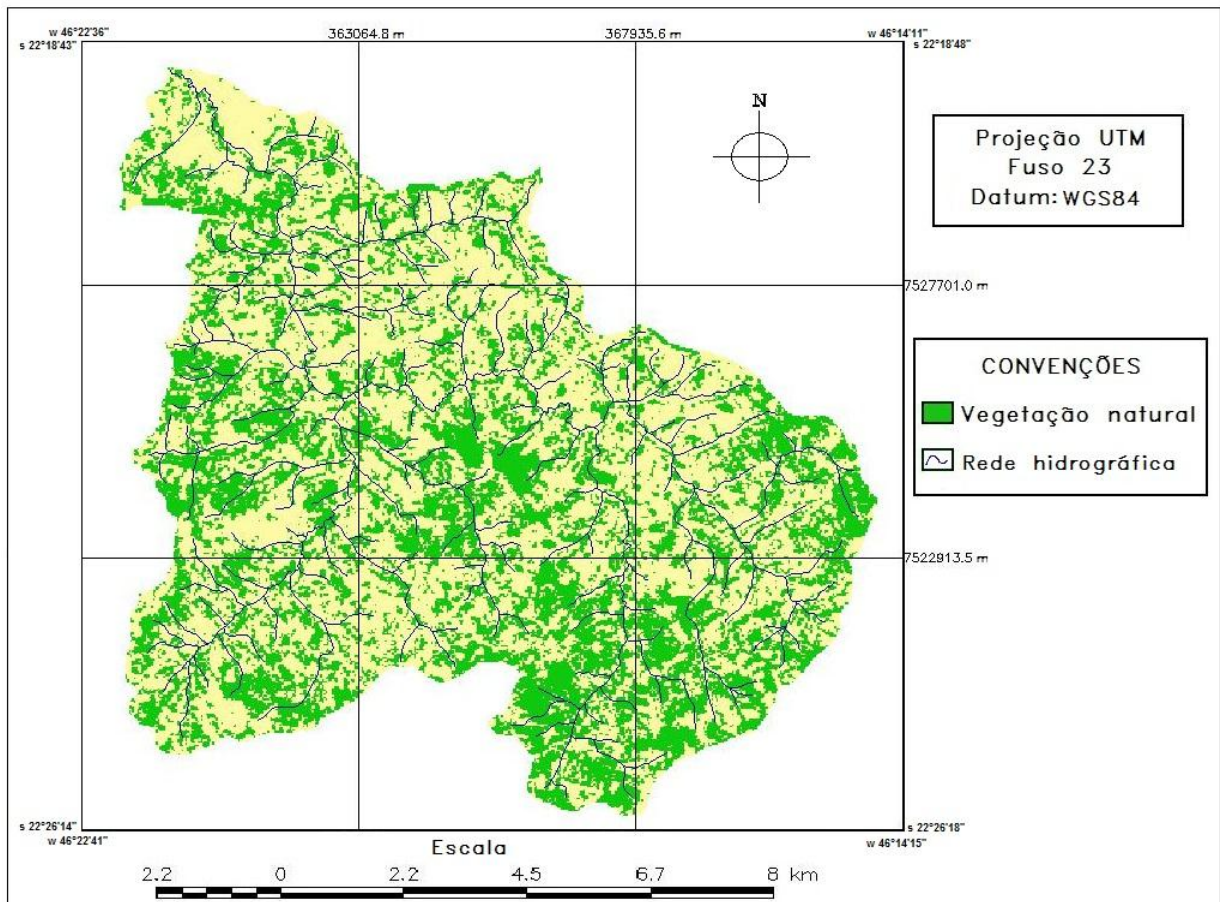 w 46°22'36"
363064.8 m
367935.6 m
w 46°14'11"
s 22°18'43"
s 22°18'48"
N
Projeção UTM
Fuso 23
Datum: WGS84
7527701.0 m
CONVENÇÕES
Vegetação natural
Rede hidrográfica
7522913.5 m
s 22°26'14"
s 22°26'18"
w 46°22'41"
w 46°14'15"
Escala
2.2 0 2.2 4.5 6.7 8 km